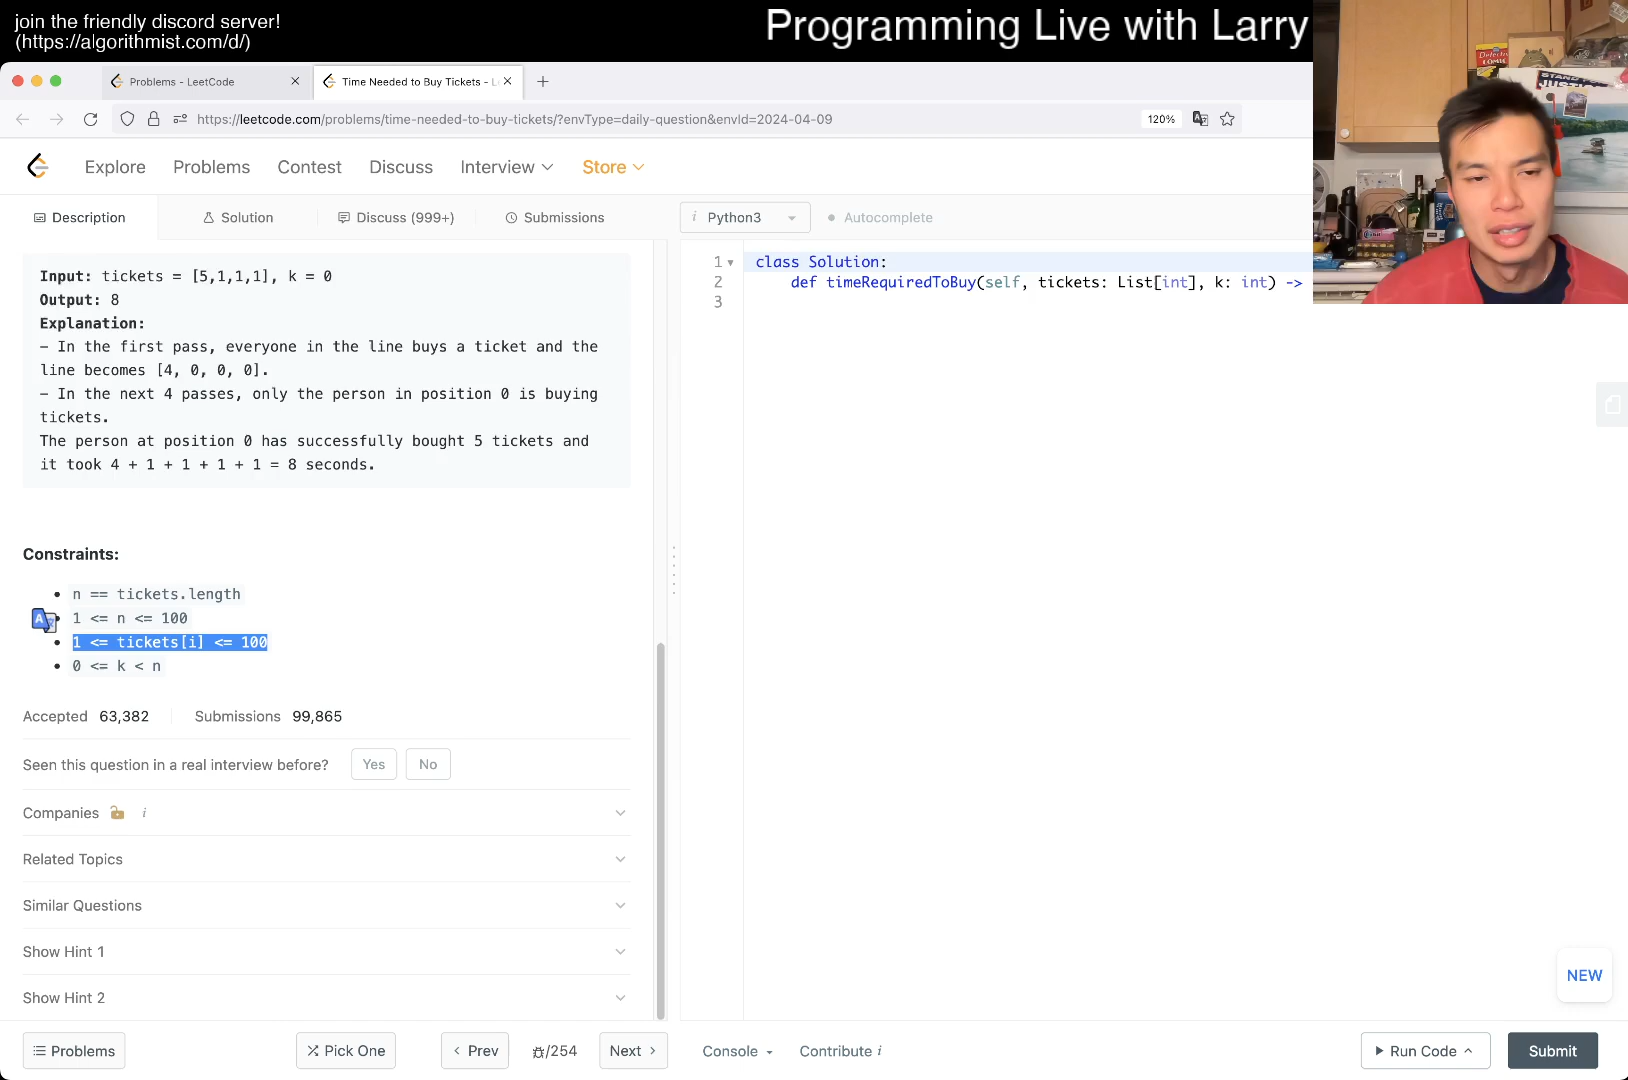 join the friendly discord server!
(https://algorithmist.com/d/)
Programming Live with Larry
Problems - LeetCode
Time Needed to Buy Tickets - L
https://leetcode.com/problems/time-needed-to-buy-tickets/?envType=daily-question&envId=2024-04-09
120%
Explore
Problems
Contest
Discuss
Interview
Store
Description
Solution
Discuss (999+)
Submissions
i Python3
Autocomplete
Input: tickets = [5,1,1,1], k = 0
Output: 8
Explanation:
- In the first pass, everyone in the line buys a ticket and the
line becomes [4, 0, 0, 0].
- In the next 4 passes, only the person in position 0 is buying
tickets.
The person at position 0 has successfully bought 5 tickets and
it took 4 + 1 + 1 + 1 + 1 = 8 seconds.
Constraints:
n == tickets.length
1 <= n <= 100
1 <= tickets[i] <= 100
0 <= k < n
Accepted 63,382
Submissions 99,865
Seen this question in a real interview before?
Yes
No
Companies i
Related Topics
Similar Questions
Show Hint 1
Show Hint 2
1 class Solution:
2 def timeRequiredToBuy(self, tickets: List[int], k: int) ->
3
NEW
Problems
Pick One
Prev
/254
Next
Console
Contribute i
Run Code
Submit